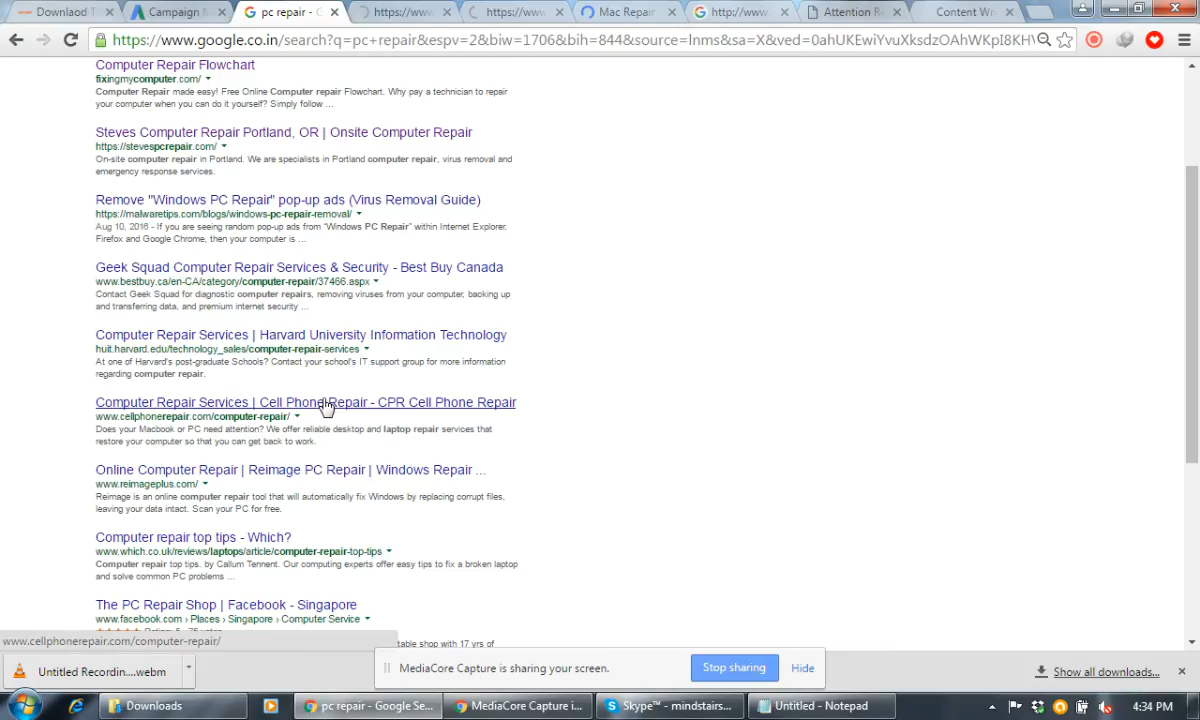 Downlaod T
Campaign M
pc repair - G
https://www
https://www
Mac Repair
http://www.
Attention R
Content Wr
https://www.google.co.in/search?q=pc+repair&espv=2&biw=1706&bih=844&source=lnms&sa=X&ved=0ahUKEwiYvuXksdzOAhWKpI8KHV
Computer Repair Flowchart
fixingmycomputer.com/
Computer Repair made easy! Free Online Computer repair Flowchart. Why pay a technician to repair
your computer when you can do it yourself? Simply follow ...
Steves Computer Repair Portland, OR | Onsite Computer Repair
https://stevespcrepair.com/
On-site computer repair in Portland. We are specialists in Portland computer repair, virus removal and
emergency response services.
Remove "Windows PC Repair" pop-up ads (Virus Removal Guide)
https://malwaretips.com/blogs/windows-pc-repair-removal/
Aug 10, 2016 - If you are seeing random pop-up ads from "Windows PC Repair" within Internet Explorer,
Firefox and Google Chrome, then your computer is ...
Geek Squad Computer Repair Services & Security - Best Buy Canada
www.bestbuy.ca/en-CA/category/computer-repair/37466.aspx
Contact Geek Squad for diagnostic computer repairs, removing viruses from your computer, backing up
and transferring data, and premium internet security ...
Computer Repair Services | Harvard University Information Technology
huit.harvard.edu/technology_sales/computer-repair-services
At one of Harvard's post-graduate Schools? Contact your school's IT support group for more information
regarding computer repair.
Computer Repair Services | Cell Phone Repair - CPR Cell Phone Repair
www.cellphonerepair.com/computer-repair/
Does your Macbook or PC need attention? We offer reliable desktop and laptop repair services that
restore your computer so that you can get back to work.
Online Computer Repair | Reimage PC Repair | Windows Repair ...
www.reimageplus.com/
Reimage is an online computer repair tool that will automatically fix Windows by replacing corrupt files,
leaving your data intact. Scan your PC for free.
Computer repair top tips - Which?
www.which.co.uk/reviews/laptops/article/computer-repair-top-tips
Computer repair top tips. by Callum Tennent. Our computing experts offer easy tips to fix a broken laptop
and solve common PC problems ...
The PC Repair Shop | Facebook - Singapore
www.facebook.com › Places › Singapore › Computer Service
table shop with 17 yrs of
www.cellphonerepair.com/computer-repair/
Untitled Recordin....webm
MediaCore Capture is sharing your screen.
Stop sharing
Hide
Show all downloads...
Downloads
pc repair - Google Se...
MediaCore Capture i...
Skype™ - mindstairs...
Untitled - Notepad
4:34 PM